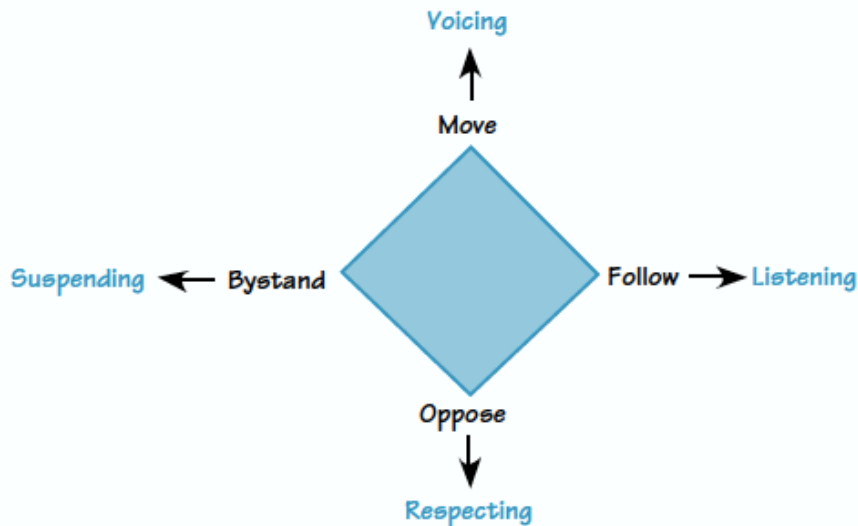 Voicing
Move
Suspending
Bystand
Follow
Listening
Oppose
Respecting